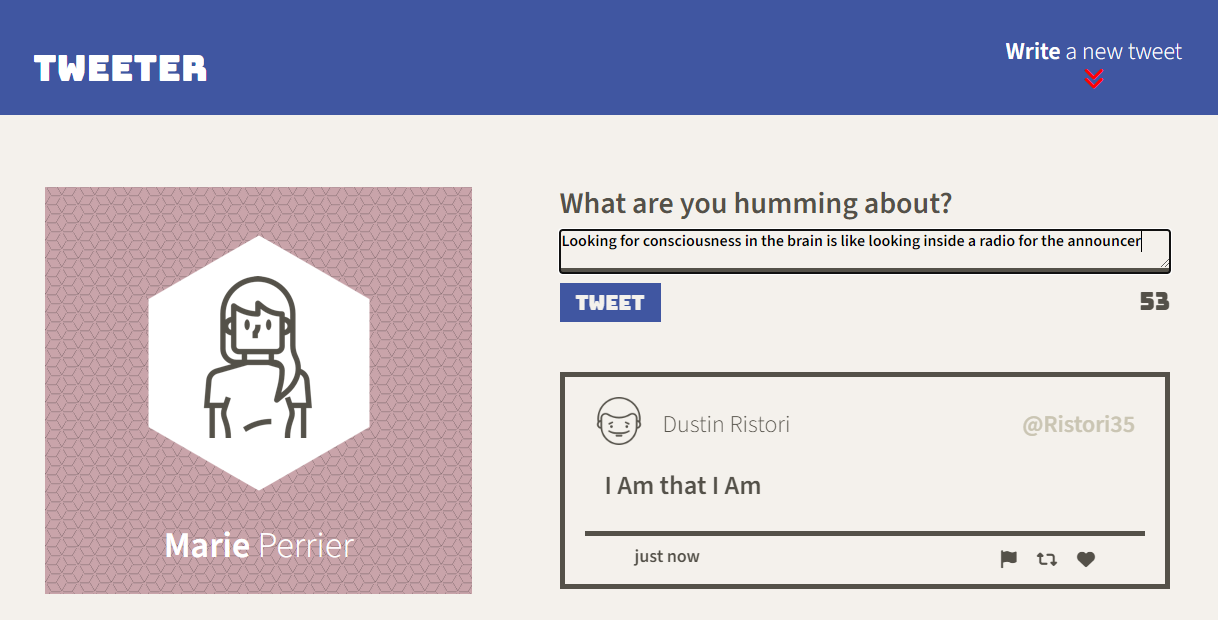 TWEETER
Write a new tweet
What are you humming about?
Looking for consciousness in the brain is like looking inside a radio for the announcer
TWEET
53
Marie Perrier
Dustin Ristori
@Ristori35
I Am that I Am
just now